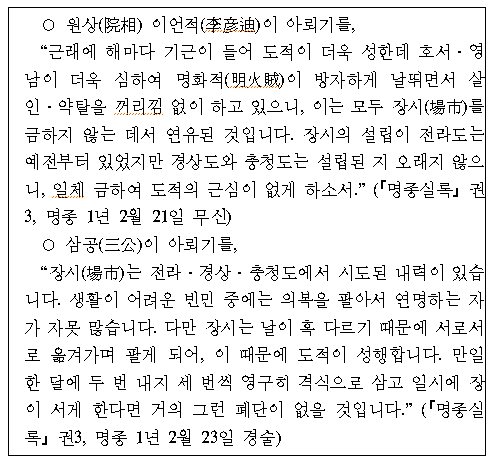 ○ 원상(院相) 이언적(李彦迪)이 아뢰기를,
“근래에 해마다 기근이 들어 도적이 더욱 성한데 호서·영
남이 더욱 심하여 명화적(明火賊)이 방자하게 날뛰면서 살
인·약탈을 꺼리낌 없이 하고 있으니, 이는 모두 장시(場市)를
금하지 않는 데서 연유된 것입니다. 장시의 설립이 전라도는
예전부터 있었지만 경상도와 충청도는 설립된 지 오래지 않으
니, 일체 금하여 도적의 근심이 없게 하소서.” (『명종실록』 권
3, 명종 1년 2월 21일 무신)
○ 삼공(三公)이 아뢰기를,
“장시(場市)는 전라·경상·충청도에서 시도된 내력이 있습니
다. 생활이 어려운 빈민 중에는 의복을 팔아서 연명하는 자
가 자못 많습니다. 다만 장시는 날이 혹 다르기 때문에 서로서
로 옮겨가며 팔게 되어, 이 때문에 도적이 성행합니다. 만일
한 달에 두 번 내지 세 번씩 영구히 격식으로 삼고 일시에 장
이 서게 한다면 거의 그런 폐단이 없을 것입니다.” (『명종실
록』 권3, 명종 1년 2월 23일 경술)